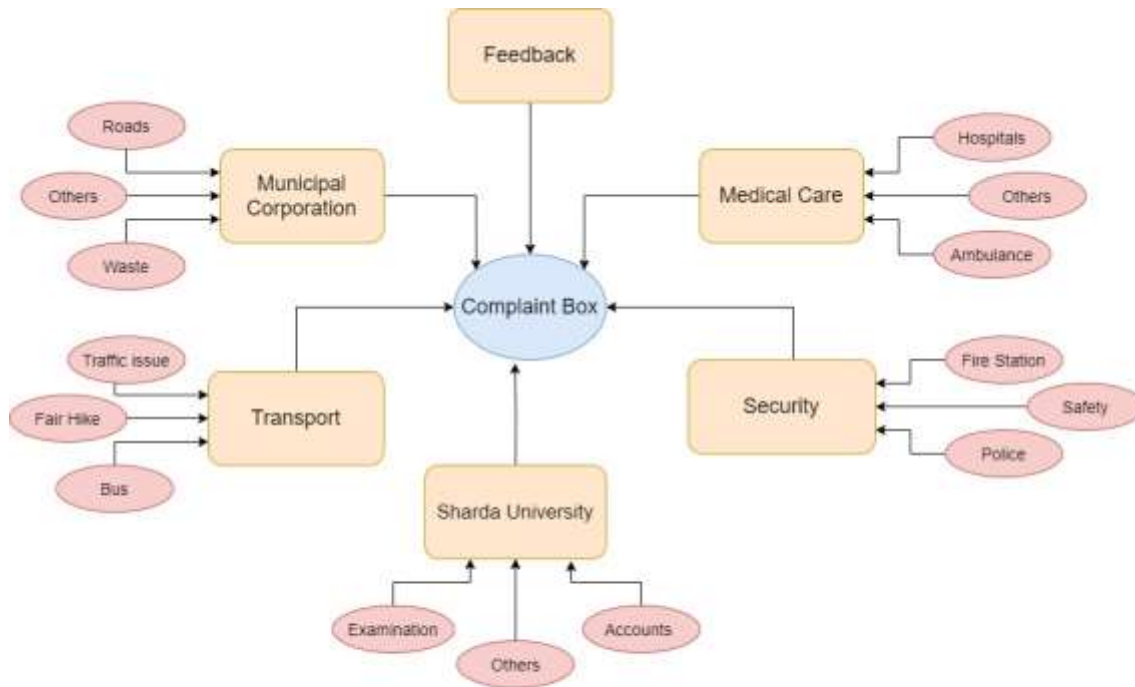 Feedback
Roads
Others
Waste
Municipal
Corporation
Hospitals
Others
Ambulance
Medical Care
Complaint Box
Traffic issue
Fair Hike
Bus
Transport
Fire Station
Safety
Police
Security
Sharda University
Examination
Others
Accounts